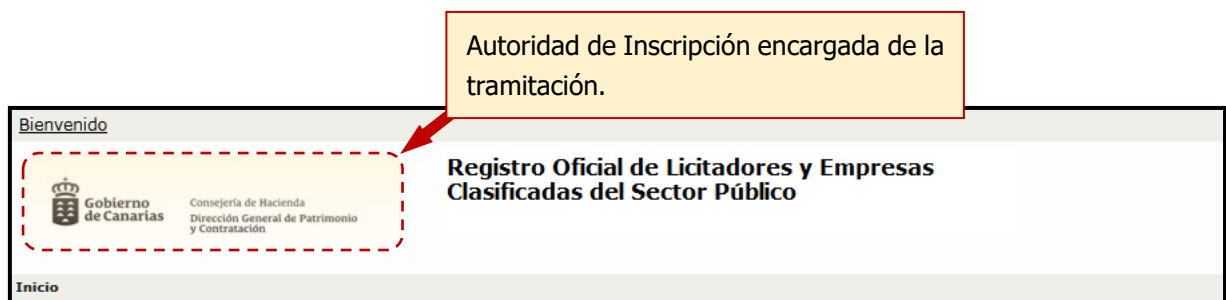 Autoridad de Inscripción encargada de la
tramitación.
Bienvenido
Gobierno
de Canarias
Consejería de Hacienda
Dirección General de Patrimonio
y Contratación
Registro Oficial de Licitadores y Empresas
Clasificadas del Sector Público
Inicio